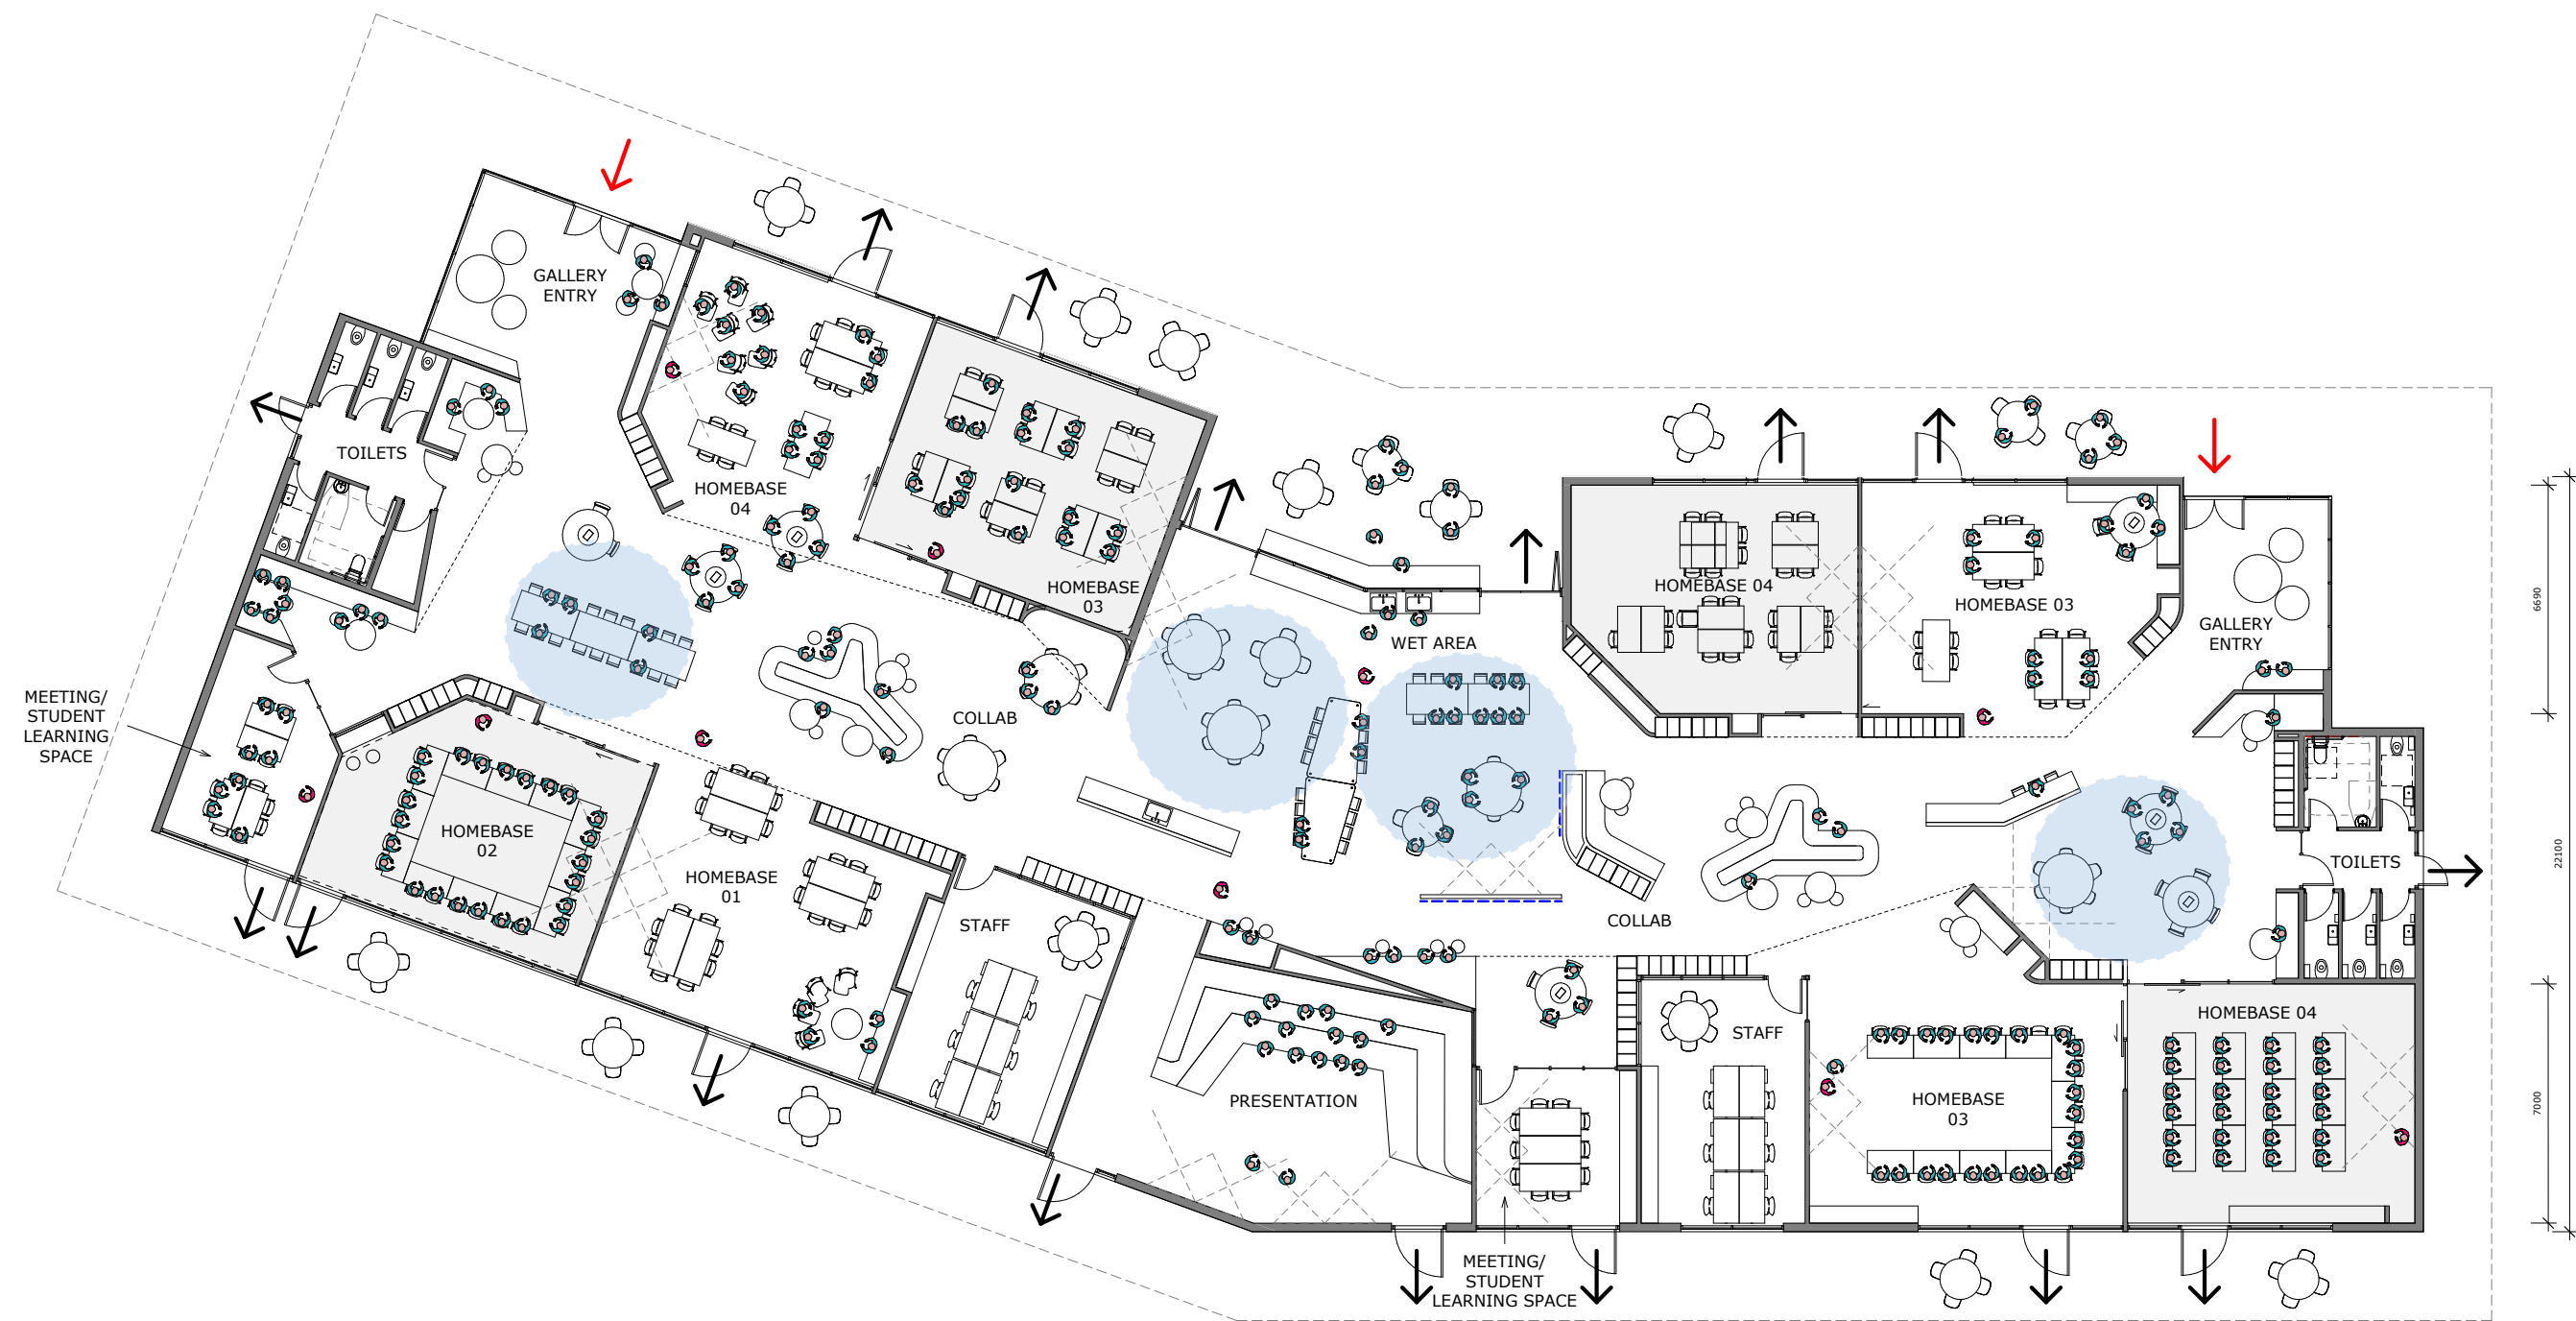 GALLERY
ENTRY
TOILETS
HOMEBASE
04
HOMEBASE
03
MEETING/
STUDENT
LEARNING
SPACE
COLLAB
HOMEBASE
02
HOMEBASE
01
STAFF
WET AREA
HOMEBASE 04
HOMEBASE 03
GALLERY
ENTRY
6690
COLLAB
TOILETS
22100
PRESENTATION
STAFF
HOMEBASE
03
HOMEBASE 04
7000
MEETING/
STUDENT
LEARNING SPACE